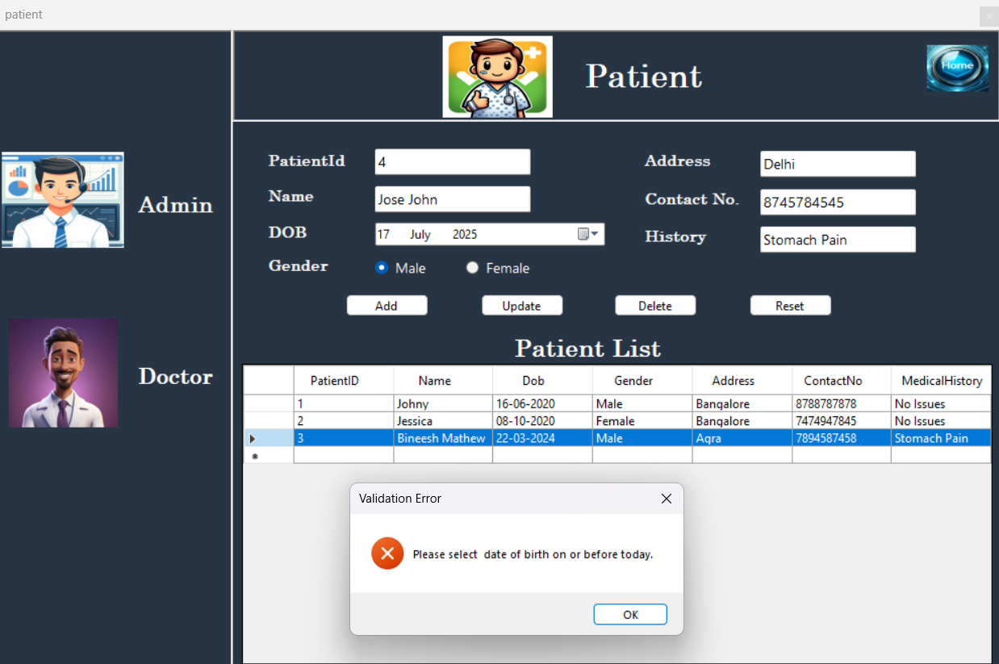 patient
Patient
Home
Admin
Doctor
PatientId 4
Name Jose John
DOB 17 July 2025
Gender Male Female
Address Delhi
Contact No. 8745784545
History Stomach Pain
Add Update Delete Reset
Patient List
PatientID Name Dob Gender Address ContactNo MedicalHistory
1 Johny 16-06-2020 Male Bangalore 8788787878 No Issues
2 Jessica 08-10-2020 Female Bangalore 7474947845 No Issues
3 Bineesh Mathew 22-03-2024 Male Agra 7894587458 Stomach Pain
Validation Error
Please select  date of birth on or before today.
OK